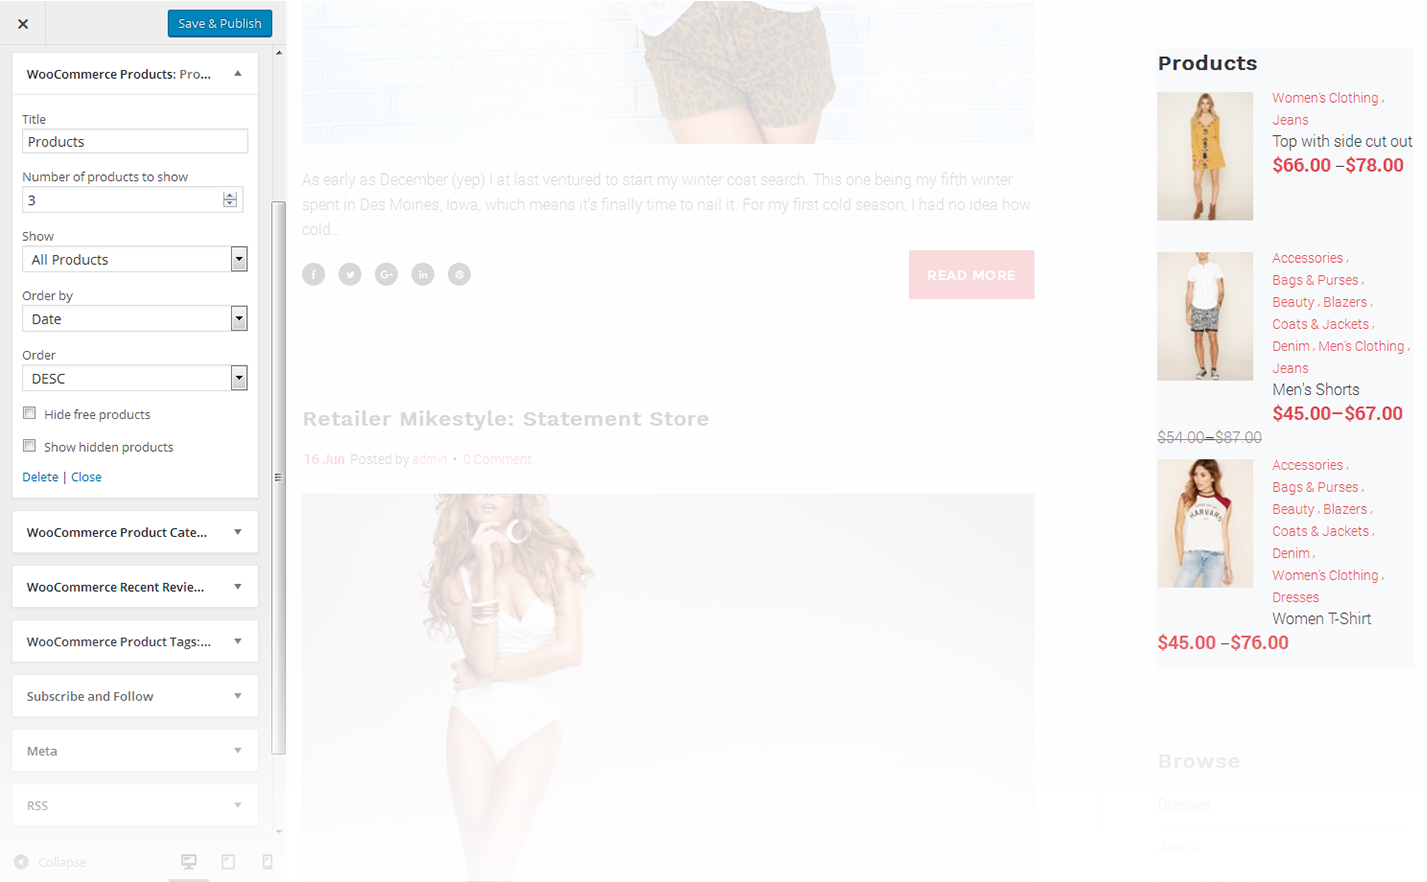 Save & Publish
WooCommerce Products: Pro...
Title
Products
Number of products to show
3
Show
All Products
Order by
Date
Order
DESC
Hide free products
Show hidden products
Delete | Close
WooCommerce Product Cate...
WooCommerce Recent Revie...
WooCommerce Product Tags:...
Subscribe and Follow
Meta
RSS
Collapse
As early as December (yep) I at last ventured to start my winter coat search. This one being my fifth winter
spent in Des Moines, Iowa, which means it's finally time to nail it. For my first cold season, I had no idea how
cold...
READ MORE
Retailer Mikestyle: Statement Store
16 Jun Posted by admin • 0 Comment
Products
Women's Clothing ,
Jeans
Top with side cut out
$66.00 –$78.00
Accessories ,
Bags & Purses ,
Beauty , Blazers ,
Coats & Jackets ,
Denim , Men's Clothing ,
Jeans
Men's Shorts
$45.00–$67.00
$54.00–$87.00
HARVARD
Accessories ,
Bags & Purses ,
Beauty , Blazers ,
Coats & Jackets ,
Denim ,
Women's Clothing ,
Dresses
Women T-Shirt
$45.00 –$76.00
Browse
Dresses
Jeans